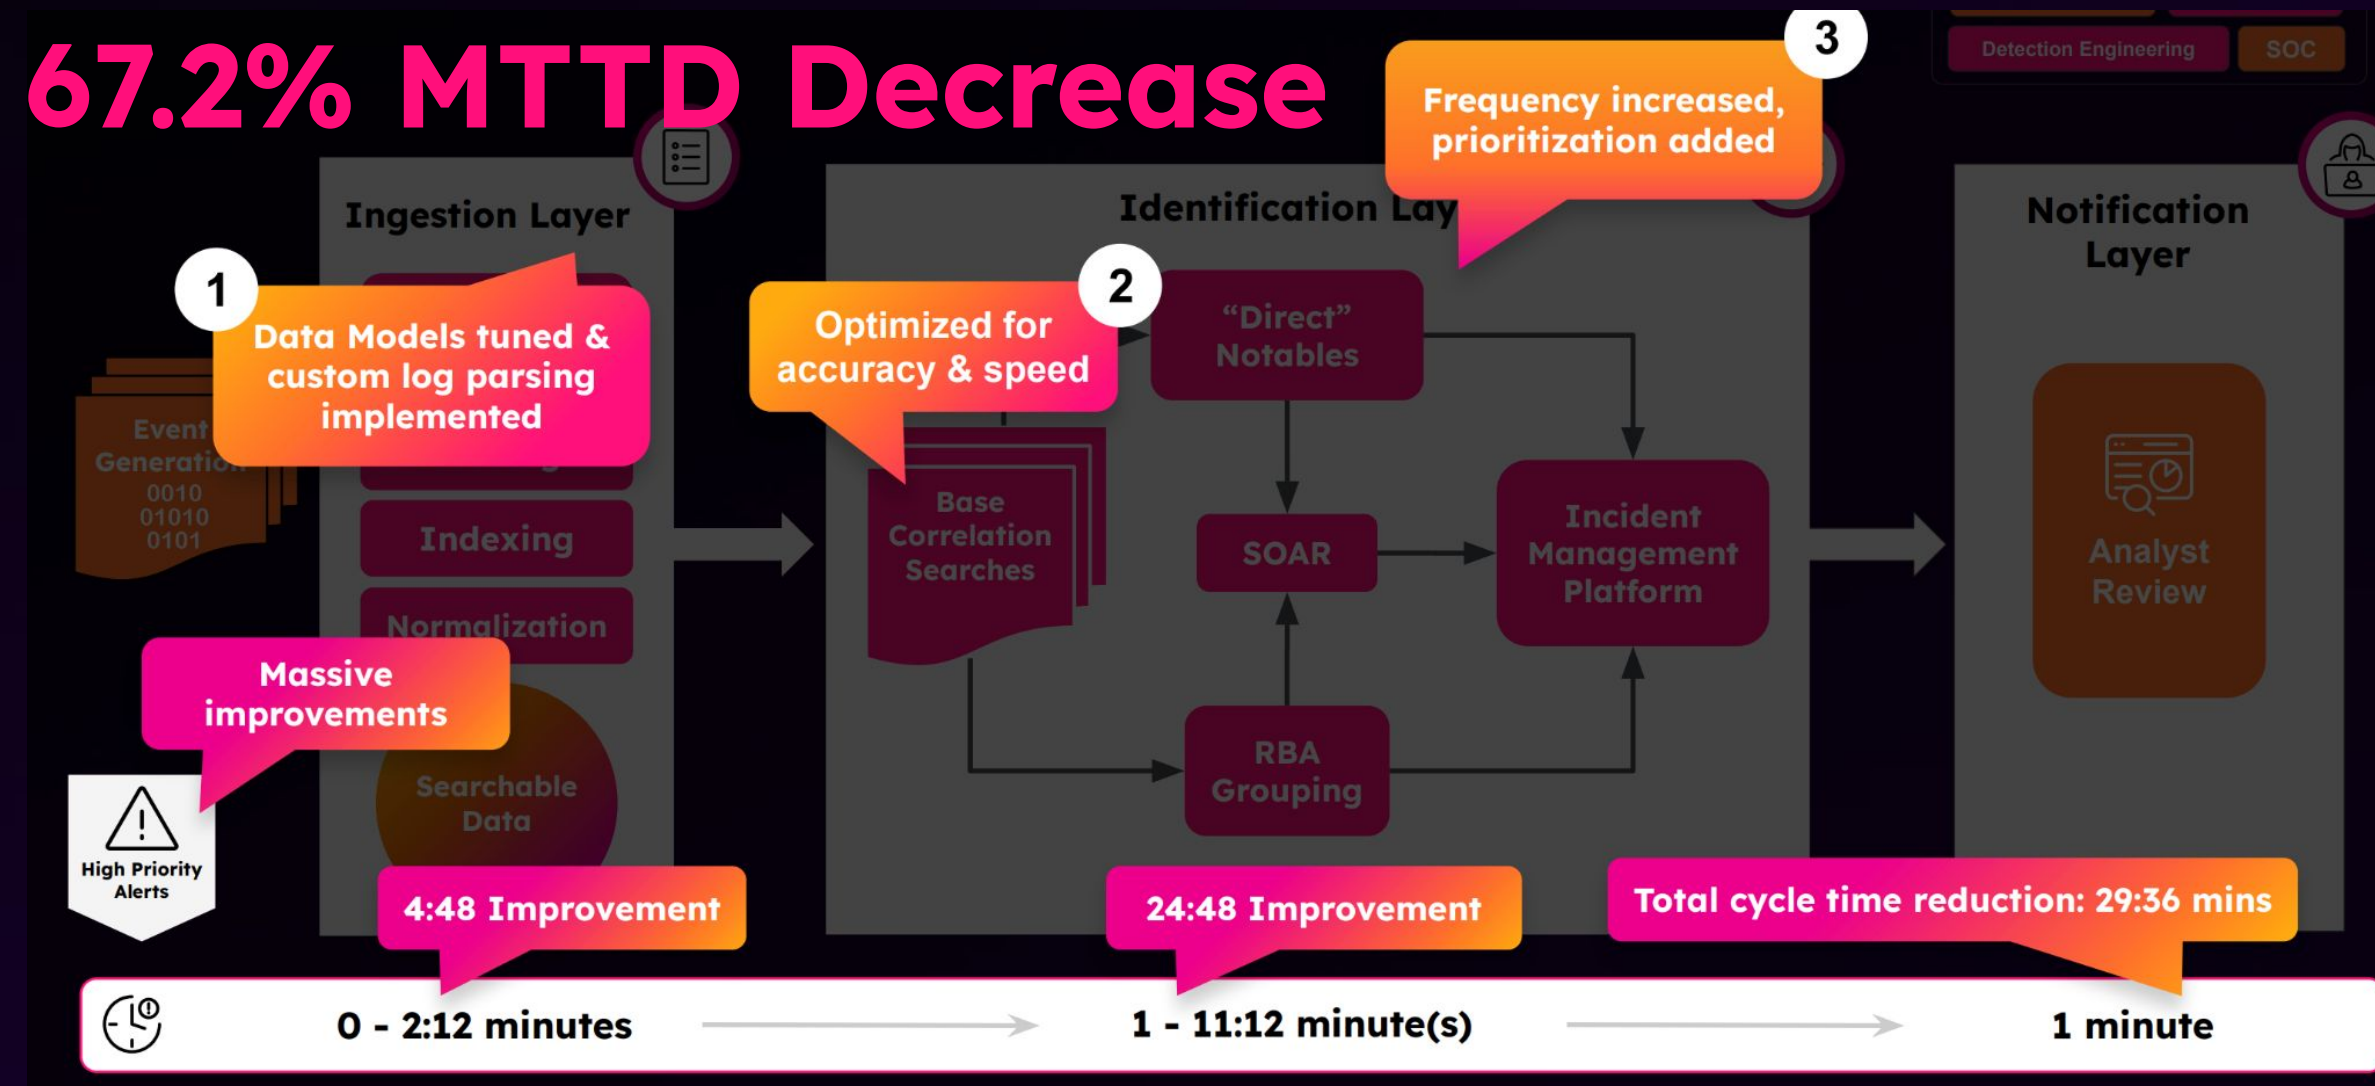 67.2% MTTD Decrease
3
Frequency increased,
prioritization added
Detection Engineering
SOC
Ingestion Layer
Identification Lay
Notification
Layer
1
Data Models tuned &
custom log parsing
implemented
2
Optimized for
accuracy & speed
“Direct”
Notables
Event
Generation
0010
01010
0101
Indexing
Normalization
Base
Correlation
Searches
SOAR
Incident
Management
Platform
Analyst
Review
Massive
improvements
Searchable
Data
RBA
Grouping
High Priority
Alerts
4:48 Improvement
24:48 Improvement
Total cycle time reduction: 29:36 mins
0 - 2:12 minutes
1 - 11:12 minute(s)
1 minute